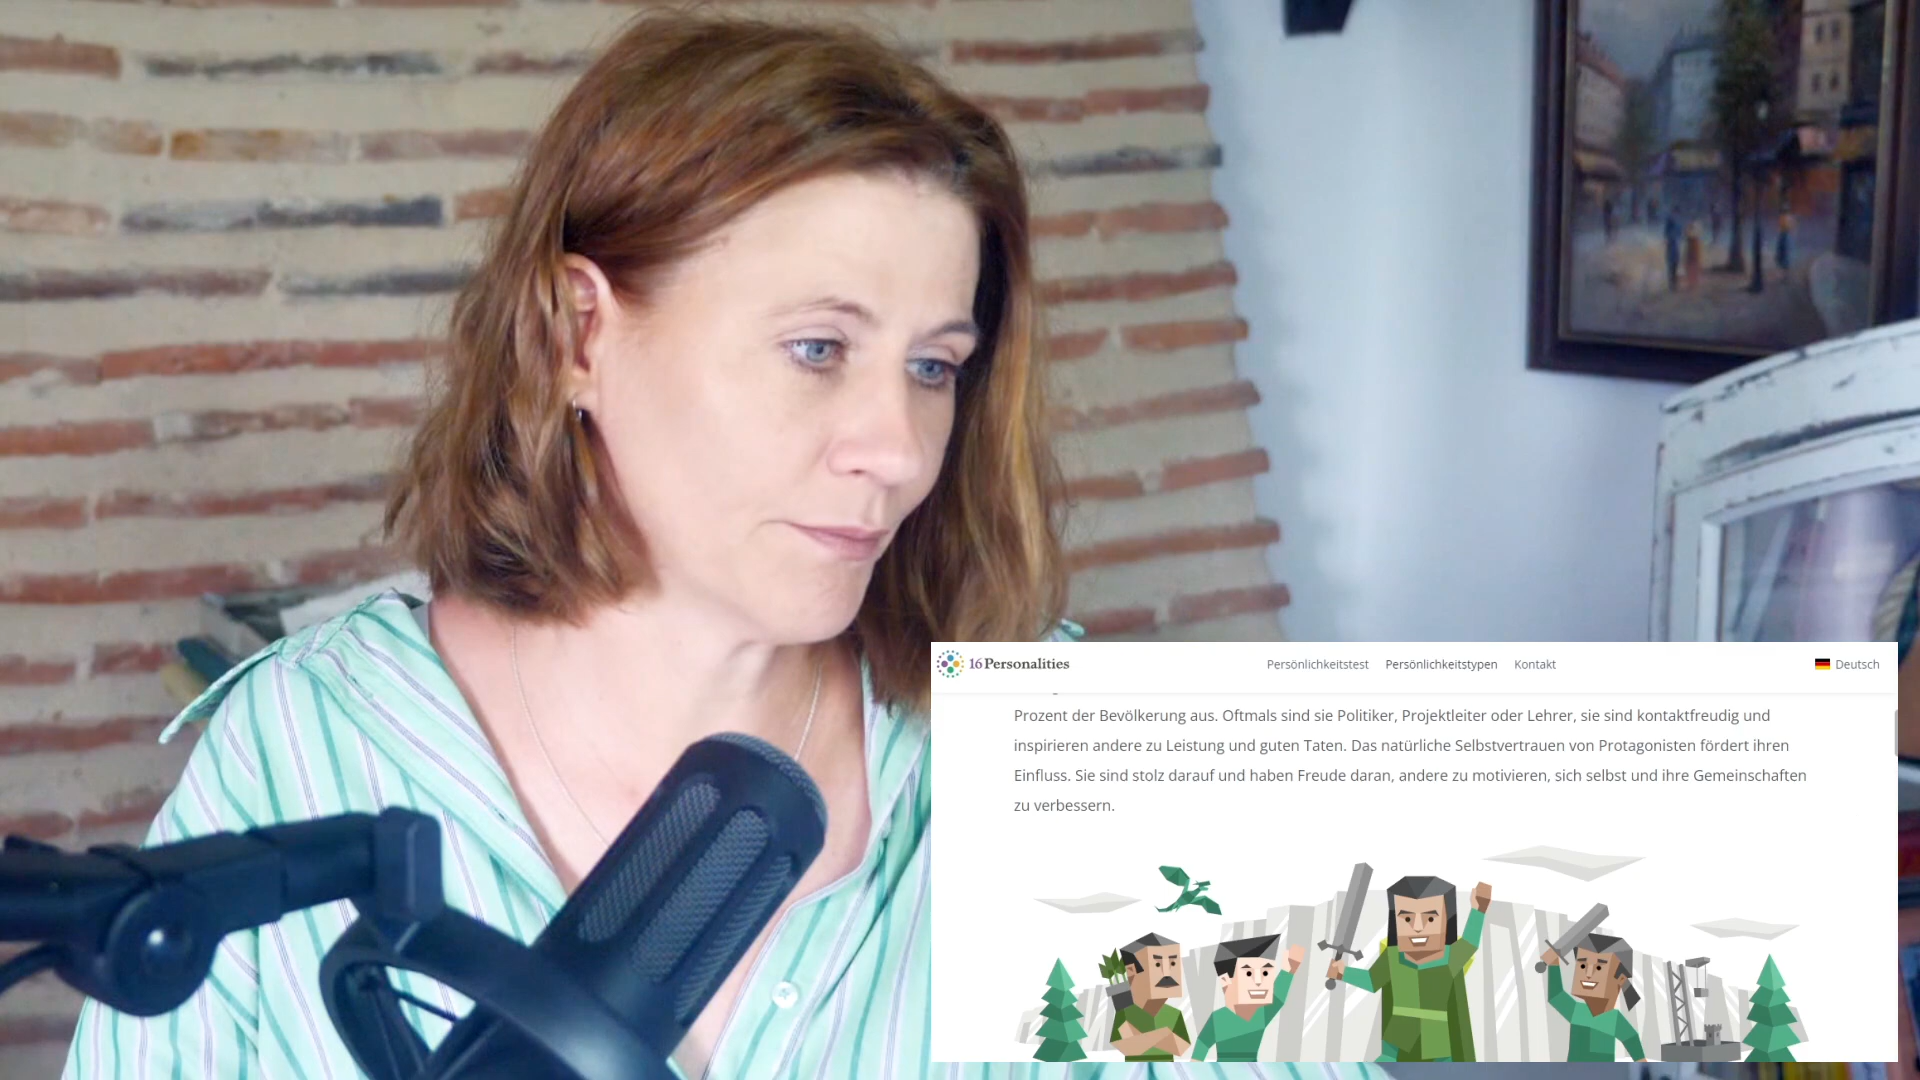 16Personalities
Persönlichkeitstest Persönlichkeitstypen Kontakt
Deutsch
Prozent der Bevölkerung aus. Oftmals sind sie Politiker, Projektleiter oder Lehrer, sie sind kontaktfreudig und
inspirieren andere zu Leistung und guten Taten. Das natürliche Selbstvertrauen von Protagonisten fördert ihren
Einfluss. Sie sind stolz darauf und haben Freude daran, andere zu motivieren, sich selbst und ihre Gemeinschaften
zu verbessern.